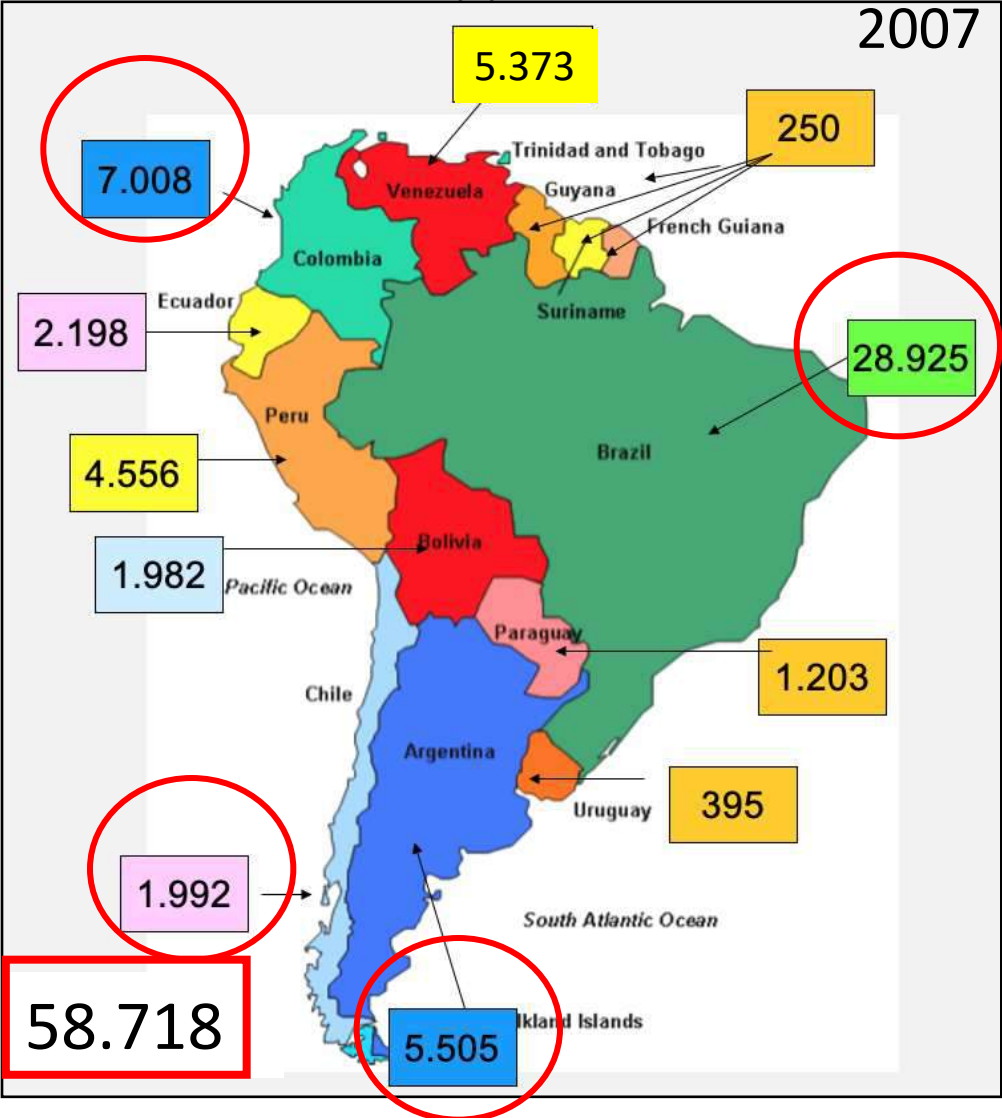 2007
5.373
250
7.008
Trinidad and Tobago
Venezuela
Guyana
French Guiana
Colombia
Ecuador
Suriname
2.198
28.925
Peru
Brazil
4.556
Bolivia
1.982
Pacific Ocean
Paraguay
1.203
Chile
Argentina
395
Uruguay
1.992
South Atlantic Ocean
58.718
lkland Islands
5.505